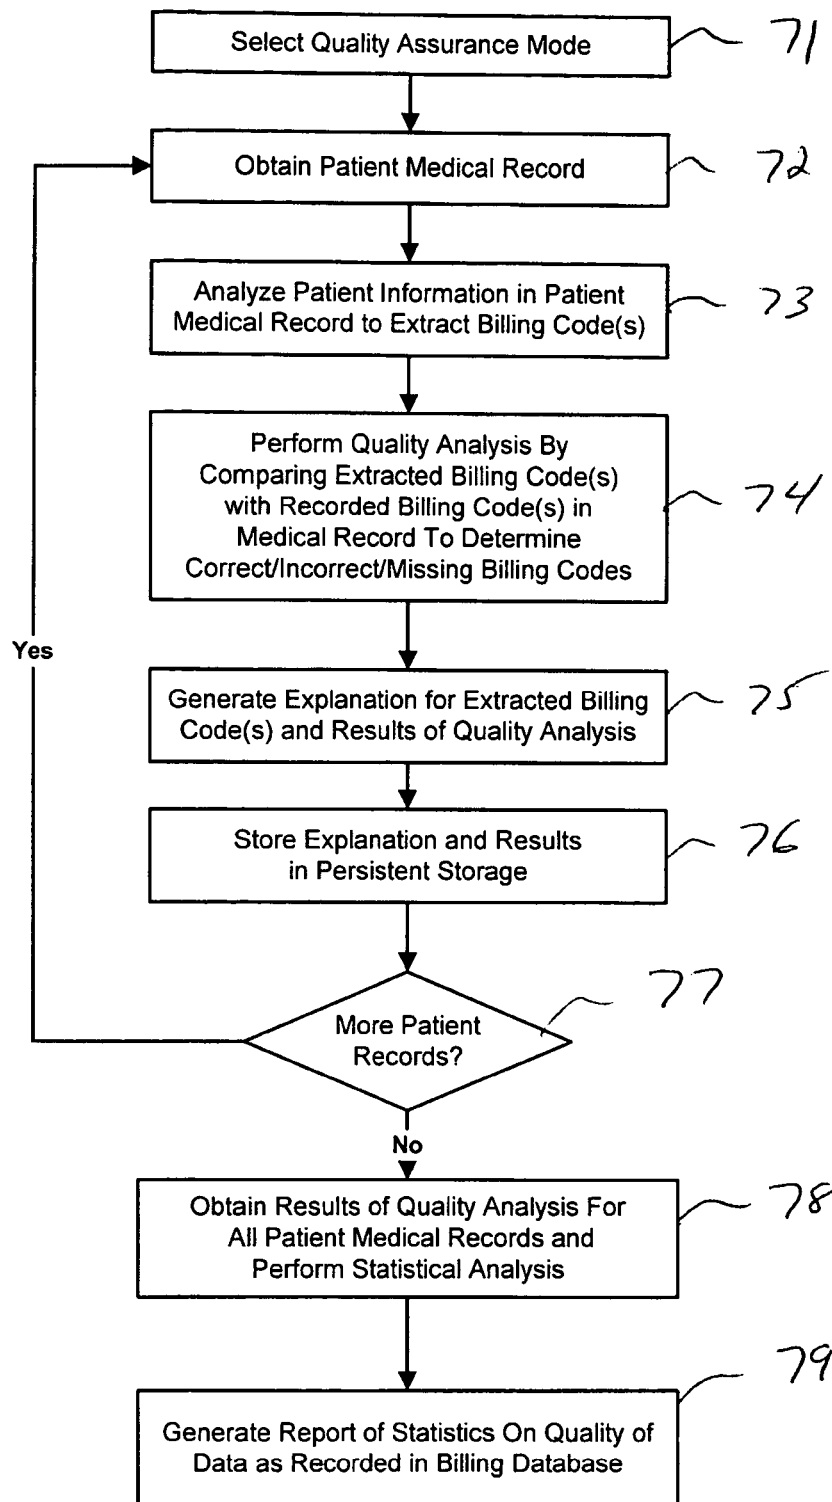 Select Quality Assurance Mode
71
Obtain Patient Medical Record
72
Analyze Patient Information in Patient
Medical Record to Extract Billing Code(s)
73
Perform Quality Analysis By
Comparing Extracted Billing Code(s)
with Recorded Billing Code(s) in
Medical Record To Determine
Correct/Incorrect/Missing Billing Codes
74
Yes
Generate Explanation for Extracted Billing
Code(s) and Results of Quality Analysis
75
Store Explanation and Results
in Persistent Storage
76
More Patient
Records?
77
No
Obtain Results of Quality Analysis For
All Patient Medical Records and
Perform Statistical Analysis
78
Generate Report of Statistics On Quality of
Data as Recorded in Billing Database
79